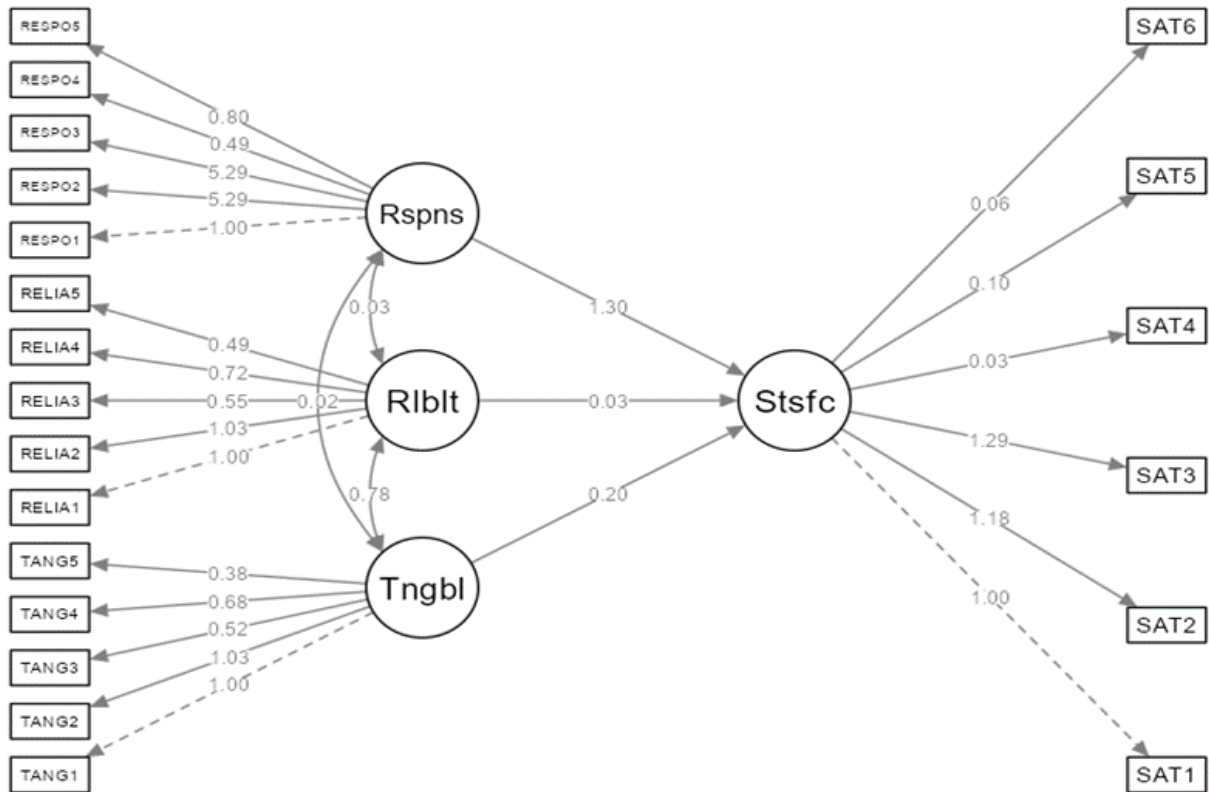 RESPO5
RESPO4
RESPO3
RESPO2
RESPO1
RELIA5
RELIA4
RELIA3
RELIA2
RELIA1
TANG5
TANG4
TANG3
TANG2
TANG1
0.80
0.49
5.29
5.29
1.00
0.49
0.72
0.55
1.03
1.00
0.38
0.68
0.52
1.03
1.00
Rspns
0.03
0.02
Rlblt
0.78
Tngbl
1.30
0.03
0.20
Stsfc
0.06
0.10
0.03
1.29
1.18
1.00
SAT6
SAT5
SAT4
SAT3
SAT2
SAT1